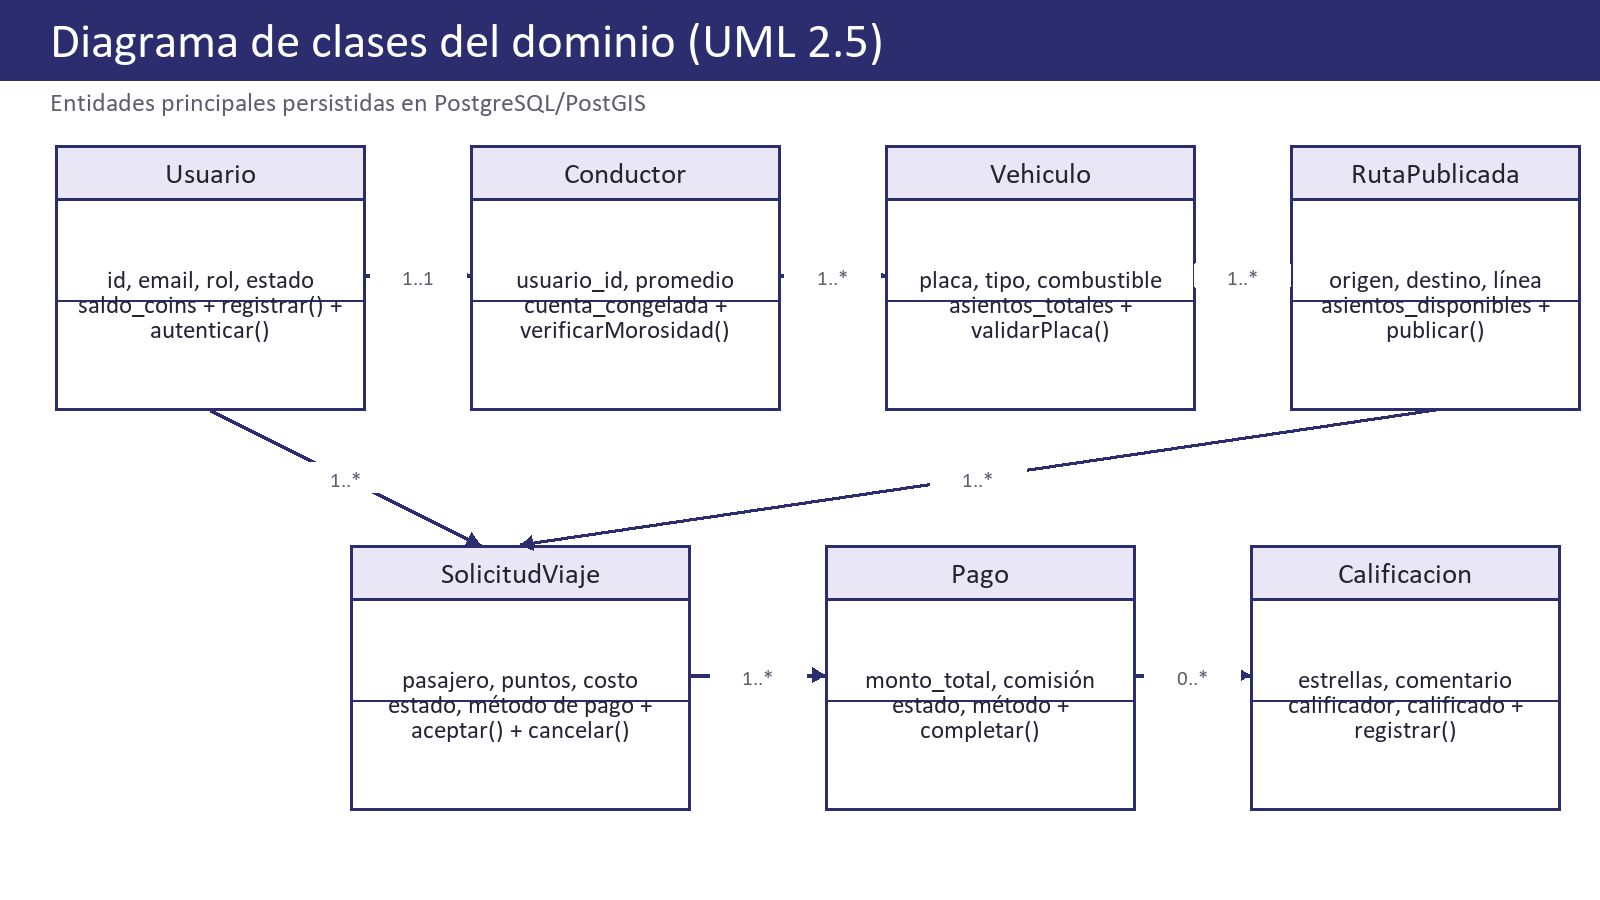 Diagrama de clases del dominio (UML 2.5)
Entidades principales persistidas en PostgreSQL/PostGIS
Usuario
id, email, rol, estado
saldo_coins + registrar() +
autenticar()
1..1
Conductor
usuario_id, promedio
cuenta_congelada +
verificarMorosidad()
1..*
Vehiculo
placa, tipo, combustible
asientos_totales +
validarPlaca()
1..*
RutaPublicada
origen, destino, línea
asientos_disponibles +
publicar()
1..*
1..*
SolicitudViaje
pasajero, puntos, costo
estado, método de pago +
aceptar() + cancelar()
1..*
Pago
monto_total, comisión
estado, método +
completar()
0..*
Calificacion
estrellas, comentario
calificador, calificado +
registrar()